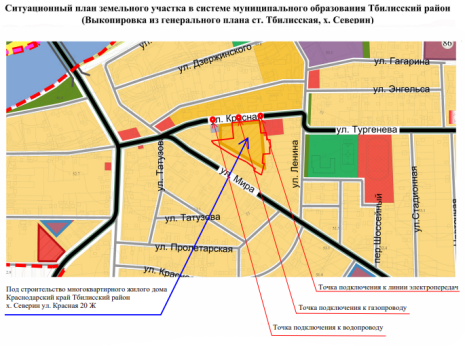 Ситуационный план земельного участка в системе муниципального образования Тбилисский район
(Выкопировка из генерального плана ст. Тбилисская, х. Северин)
86
ул. Дзержинского
ул. Гагарина
ул. Энгельса
ул. Красная
ул. Тургенева
ул. Татузова
ул. Ленина
ул. Мира
пер. Шоссейный
ул. Стадионная
ул. Татузова
ул. Пролетарская
ул. Крас
Под строительство многоквартирного жилого дома
Краснодарский край Тбилисский район
х. Северин ул. Красная 20 Ж
Точка подключения к линии электропередач
Точка подключения к газопроводу
Точка подключения к водопроводу